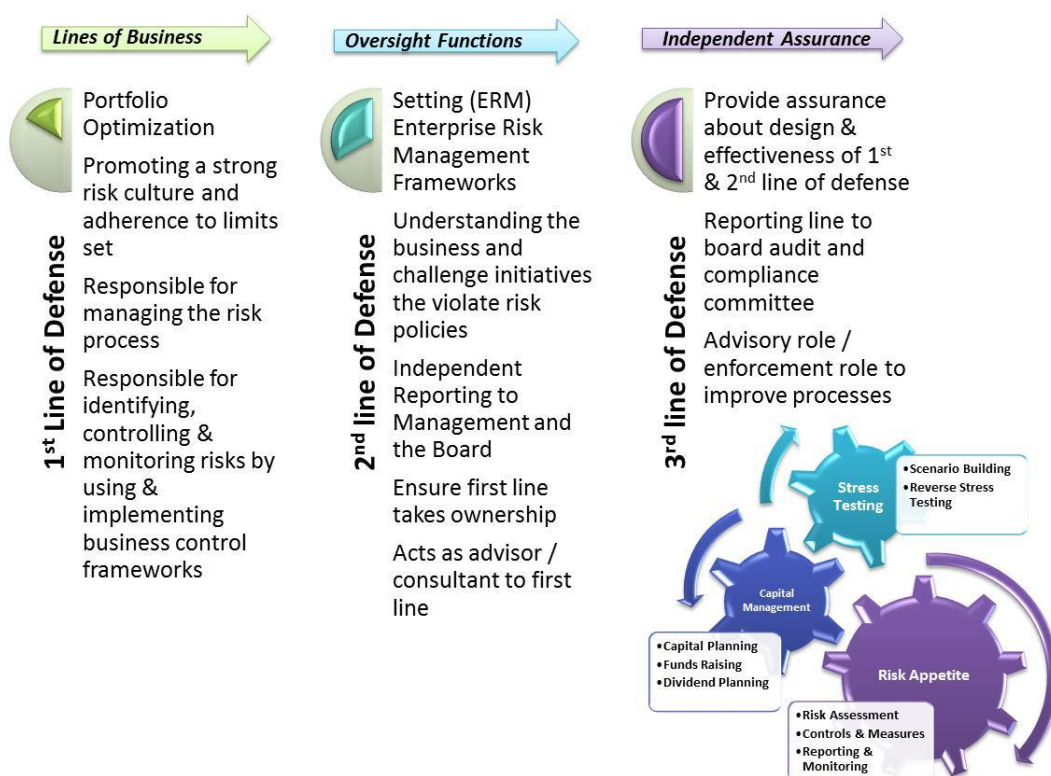 Lines of Business
Oversight Functions
Independent Assurance
1st Line of Defense
Portfolio
Optimization
Promoting a strong
risk culture and
adherence to limits
set
Responsible for
managing the risk
process
Responsible for
identifying,
controlling &
monitoring risks by
using &
implementing
business control
frameworks
2nd line of Defense
Setting (ERM)
Enterprise Risk
Management
Frameworks
Understanding the
business and
challenge initiatives
the violate risk
policies
Independent
Reporting to
Management and
the Board
Ensure first line
takes ownership
Acts as advisor /
consultant to first
line
3rd line of Defense
Provide assurance
about design &
effectiveness of 1st
& 2nd line of defense
Reporting line to
board audit and
compliance
committee
Advisory role /
enforcement role to
improve processes
Stress
Testing
•Scenario Building
•Reverse Stress
Testing
Capital
Management
•Capital Planning
•Funds Raising
•Dividend Planning
Risk Appetite
•Risk Assessment
•Controls & Measures
•Reporting &
Monitoring